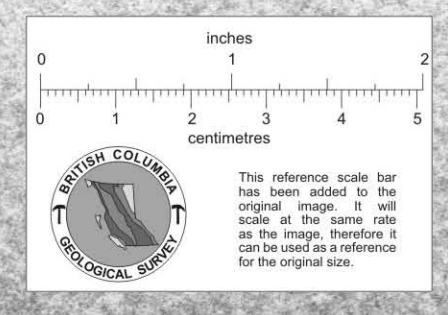 inches
0 1 2
0 1 2 3 4 5
centimetres
BRITISH COLUMBIA
GEOLOGICAL SURVEY
This reference scale bar
has been added to the
original image. It will
scale at the same rate
as the image, therefore it
can be used as a reference
for the original size.